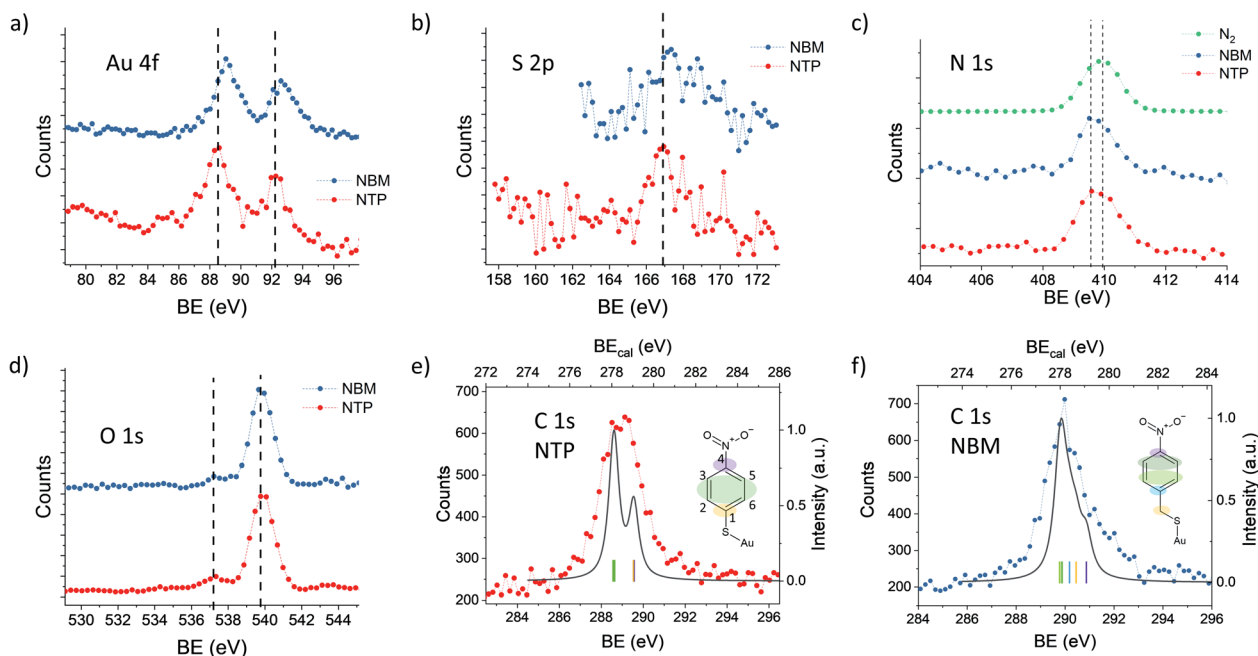 a)
Au 4f
NBM
NTP
Counts
80 82 84 86 88 90 92 94 96
BE (eV)
b)
S 2p
NBM
NTP
Counts
158 160 162 164 166 168 170 172
BE (eV)
c)
N 1s
N₂
NBM
NTP
Counts
404 406 408 410 412 414
BE (eV)
d)
O 1s
NBM
NTP
Counts
530 532 534 536 538 540 542 544
BE (eV)
e)
BEcal (eV)
272 274 276 278 280 282 284 286
C 1s
NTP
Counts
700
600
500
400
300
200
1.0
0.5
0.0
Intensity (a.u.)
O N⁺ O⁻
4
3 5
2 6
1
S
Au
284 286 288 290 292 294 296
BE (eV)
f)
BEcal (eV)
274 276 278 280 282 284
C 1s
NBM
Counts
700
600
500
400
300
200
1.0
0.5
0.0
Intensity (a.u.)
O N⁺ O⁻
S
Au
284 286 288 290 292 294 296
BE (eV)